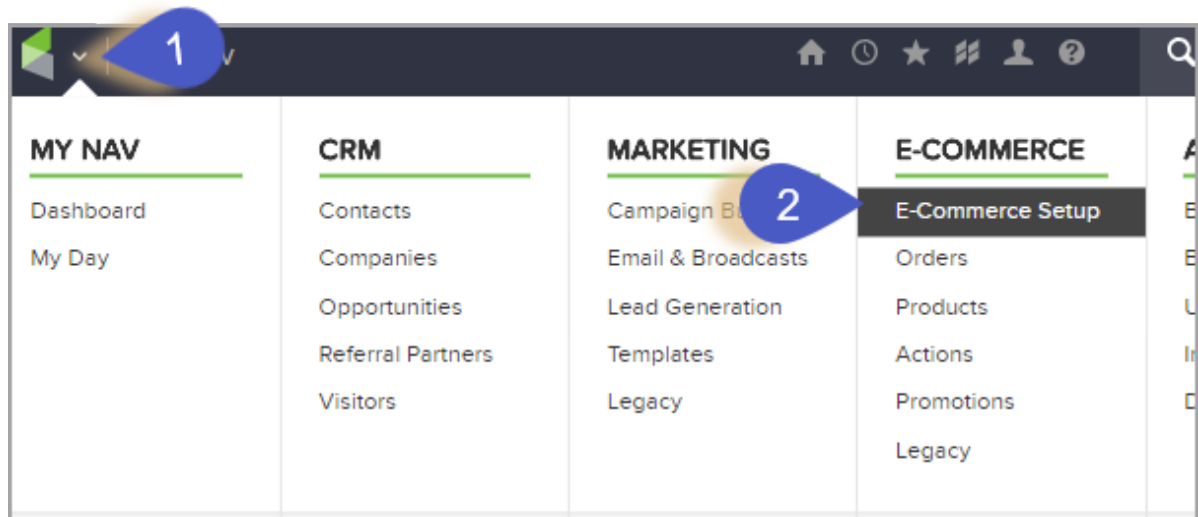 1
MY NAV
Dashboard
My Day
CRM
Contacts
Companies
Opportunities
Referral Partners
Visitors
MARKETING
Campaign
2
Email & Broadcasts
Lead Generation
Templates
Legacy
E-COMMERCE
E-Commerce Setup
Orders
Products
Actions
Promotions
Legacy